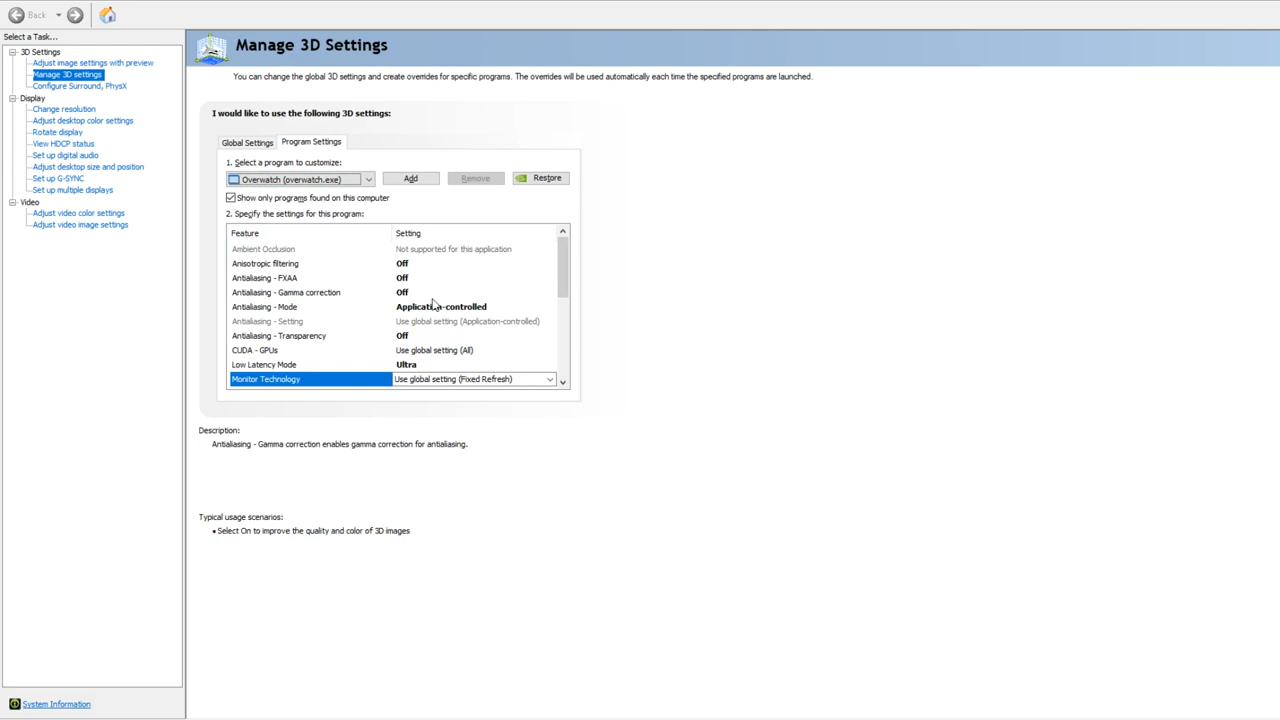 Back
Select a Task...
3D Settings
Adjust image settings with preview
Manage 3D settings
Configure Surround, PhysX
Display
Change resolution
Adjust desktop color settings
Rotate display
View HDCP status
Set up digital audio
Adjust desktop size and position
Set up G-SYNC
Set up multiple displays
Video
Adjust video color settings
Adjust video image settings
System Information
Manage 3D Settings
You can change the global 3D settings and create overrides for specific programs. The overrides will be used automatically each time the specified programs are launched.
I would like to use the following 3D settings:
Global Settings Program Settings
1. Select a program to customize:
Overwatch (overwatch.exe) Add Remove Restore
Show only programs found on this computer
2. Specify the settings for this program:
Feature Setting
Ambient Occlusion Not supported for this application
Anisotropic filtering Off
Antialiasing - FXAA Off
Antialiasing - Gamma correction Off
Antialiasing - Mode Application-controlled
Antialiasing - Setting Use global setting (Application-controlled)
Antialiasing - Transparency Off
CUDA - GPUs Use global setting (All)
Low Latency Mode Ultra
Monitor Technology Use global setting (Fixed Refresh)
Description:
Antialiasing - Gamma correction enables gamma correction for antialiasing.
Typical usage scenarios:
• Select On to improve the quality and color of 3D images